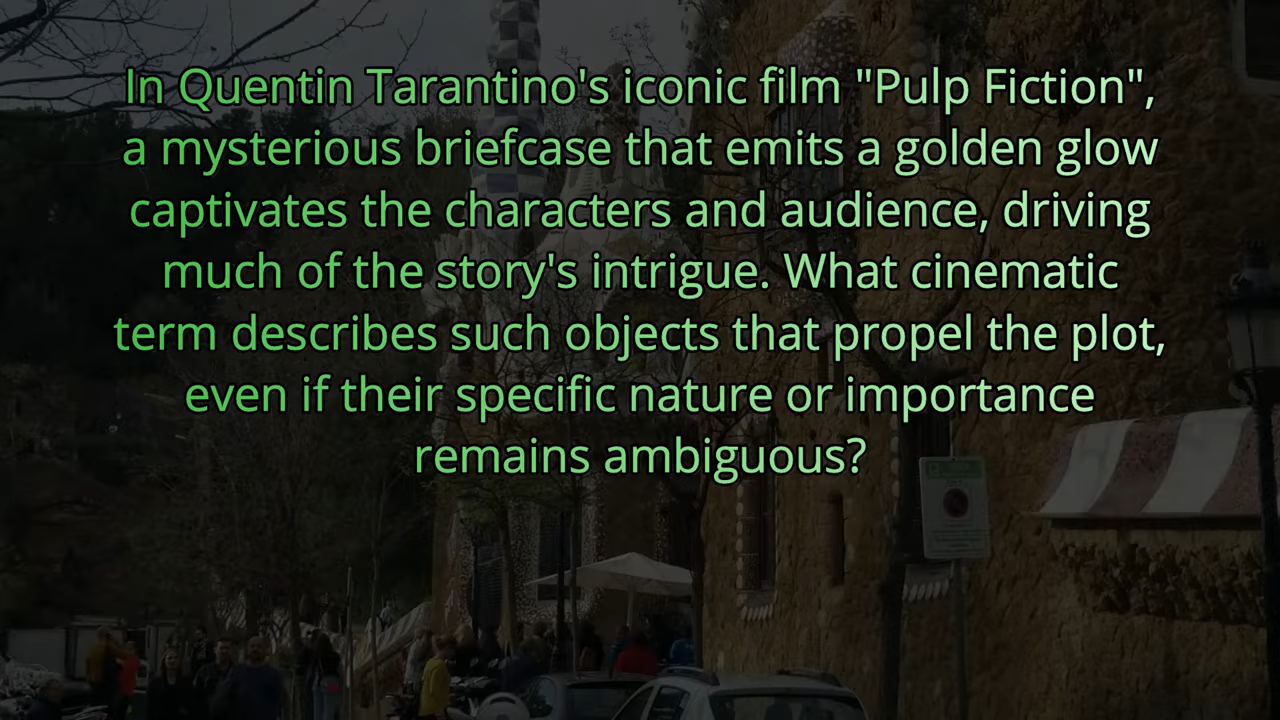 In Quentin Tarantino's iconic film "Pulp Fiction",
a mysterious briefcase that emits a golden glow
captivates the characters and audience, driving
much of the story's intrigue. What cinematic
term describes such objects that propel the plot,
even if their specific nature or importance
remains ambiguous?